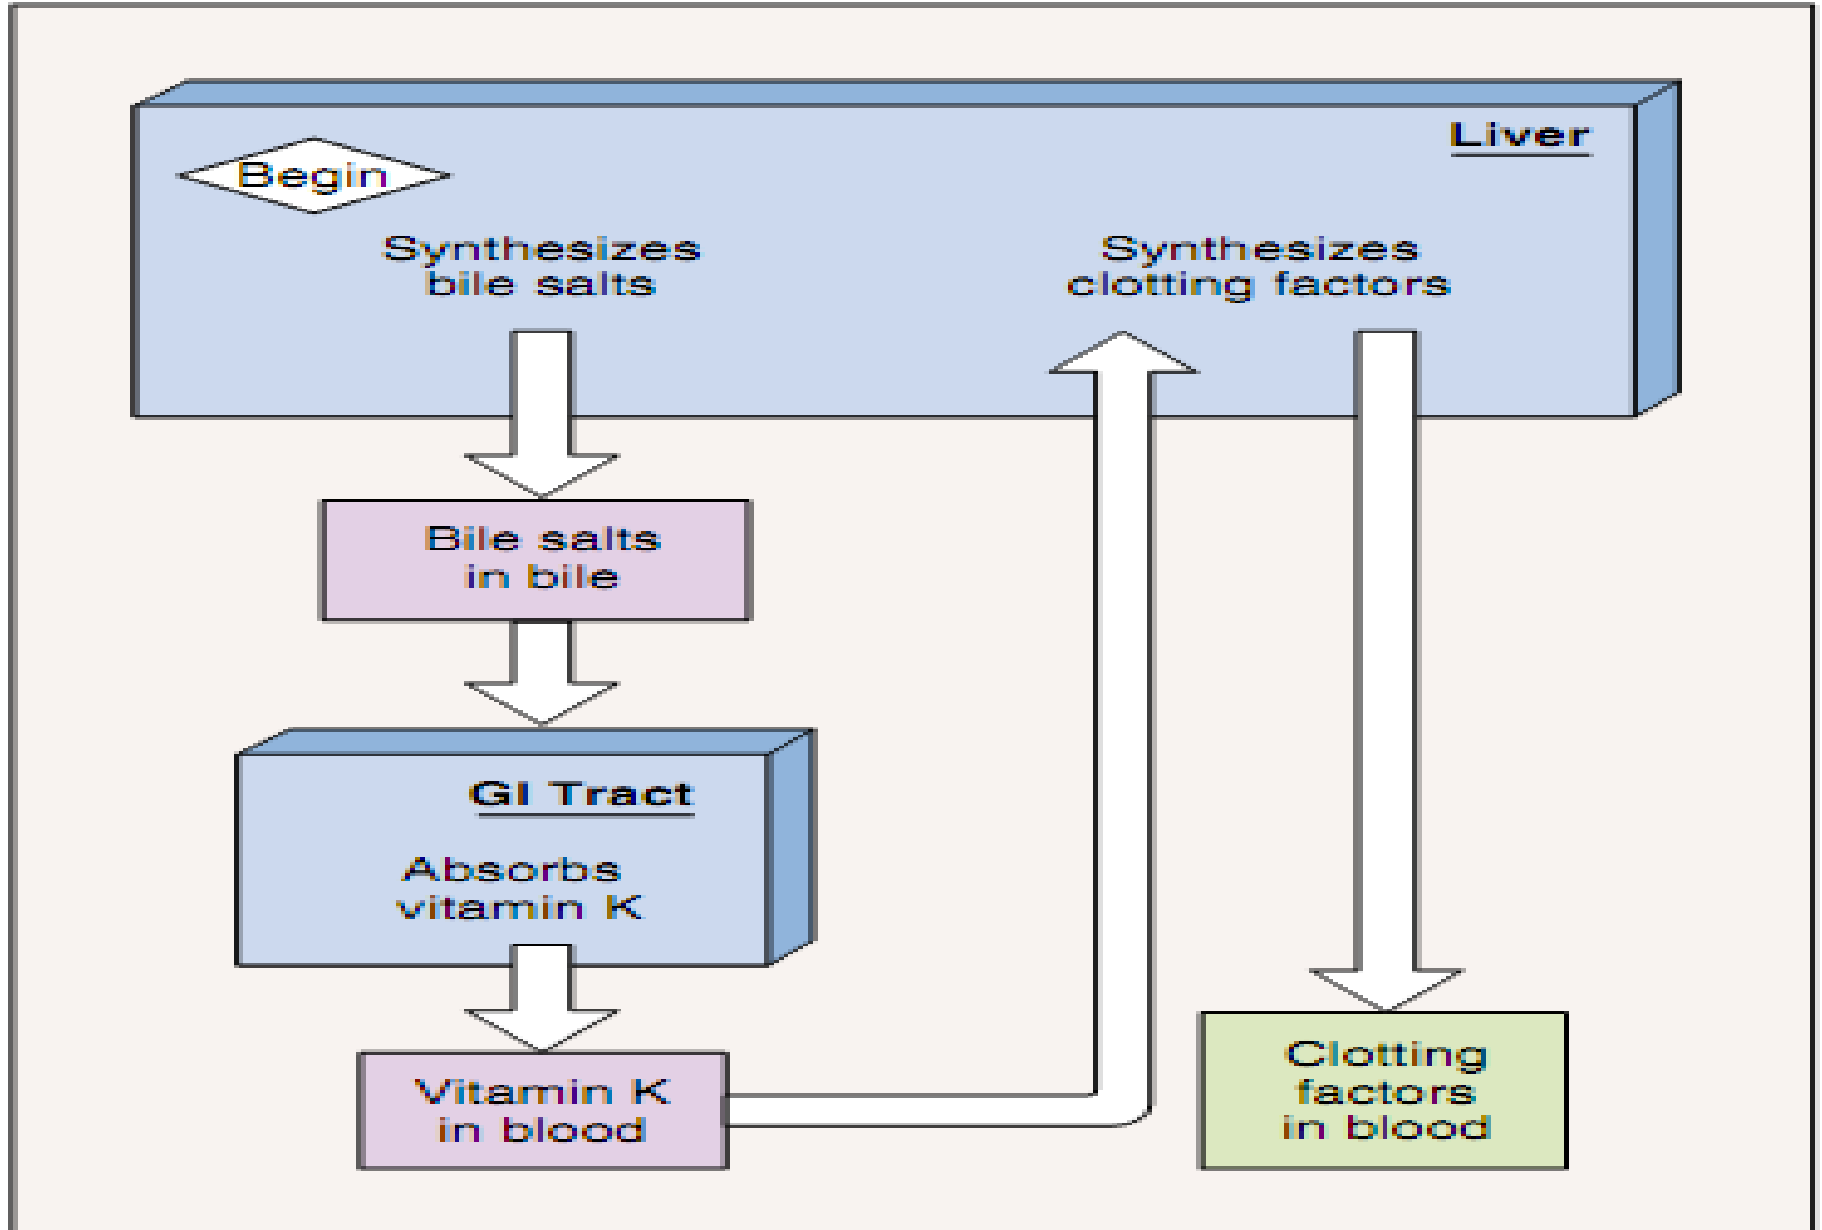 Liver
Begin
Synthesizes
bile salts
Synthesizes
clotting factors
Bile salts
in bile
GI Tract
Absorbs
vitamin K
Vitamin K
in blood
Clotting
factors
in blood